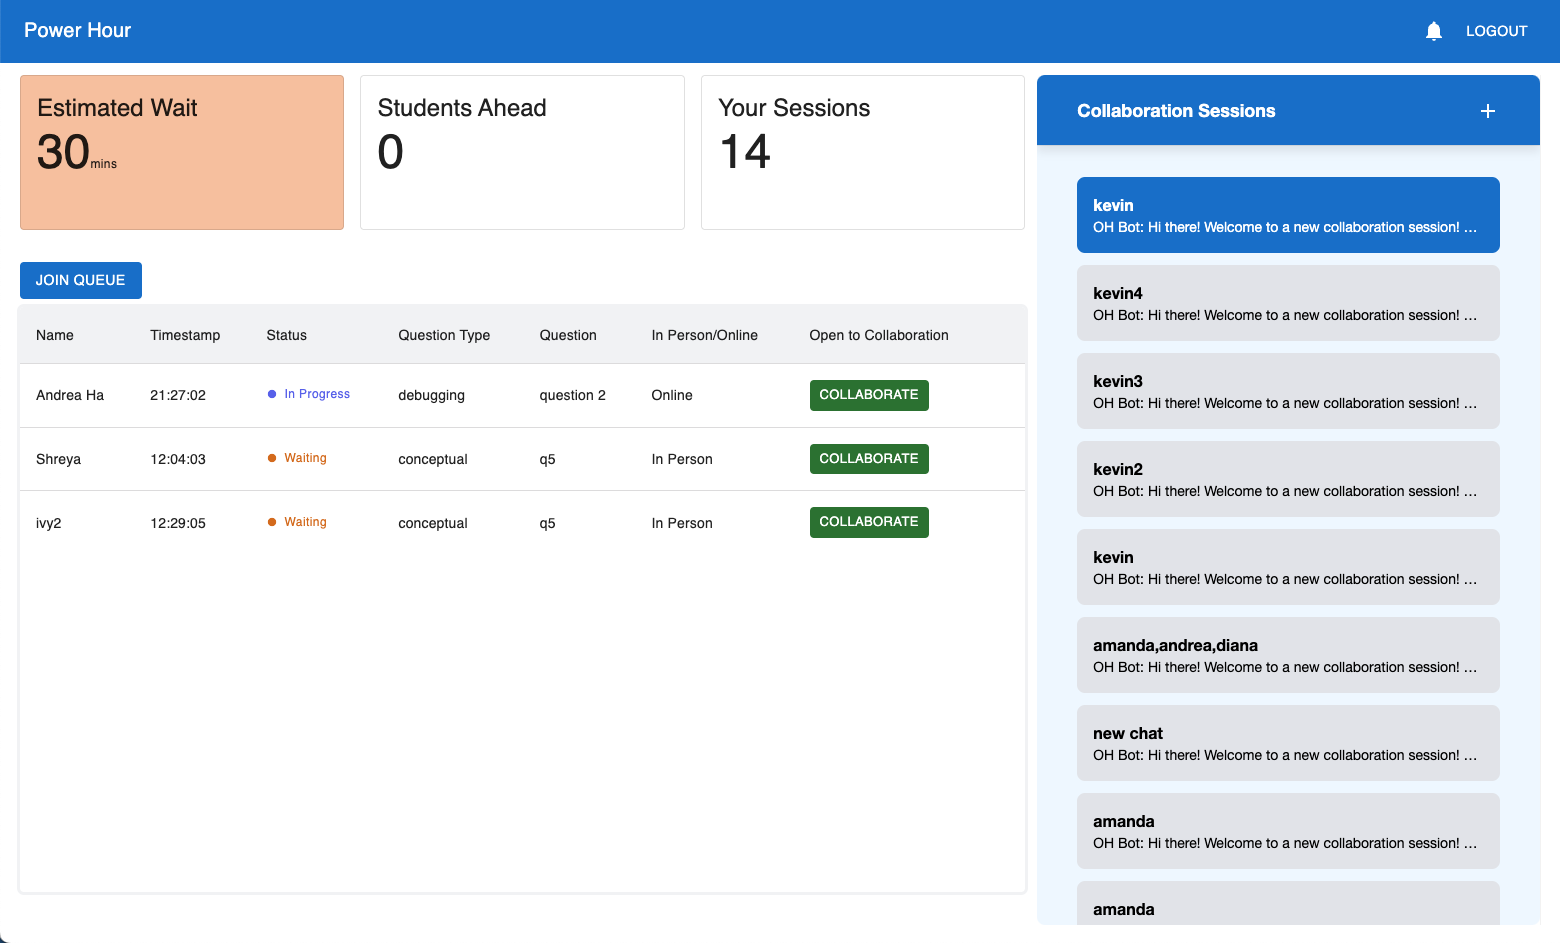 Power Hour
LOGOUT
Estimated Wait
30 mins
Students Ahead
0
Your Sessions
14
JOIN QUEUE
Name Timestamp Status Question Type Question In Person/Online Open to Collaboration
Andrea Ha 21:27:02 In Progress debugging question 2 Online COLLABORATE
Shreya 12:04:03 Waiting conceptual q5 In Person COLLABORATE
ivy2 12:29:05 Waiting conceptual q5 In Person COLLABORATE
Collaboration Sessions +
kevin
OH Bot: Hi there! Welcome to a new collaboration session! ...
kevin4
OH Bot: Hi there! Welcome to a new collaboration session! ...
kevin3
OH Bot: Hi there! Welcome to a new collaboration session! ...
kevin2
OH Bot: Hi there! Welcome to a new collaboration session! ...
kevin
OH Bot: Hi there! Welcome to a new collaboration session! ...
amanda,andrea,diana
OH Bot: Hi there! Welcome to a new collaboration session! ...
new chat
OH Bot: Hi there! Welcome to a new collaboration session! ...
amanda
OH Bot: Hi there! Welcome to a new collaboration session! ...
amanda